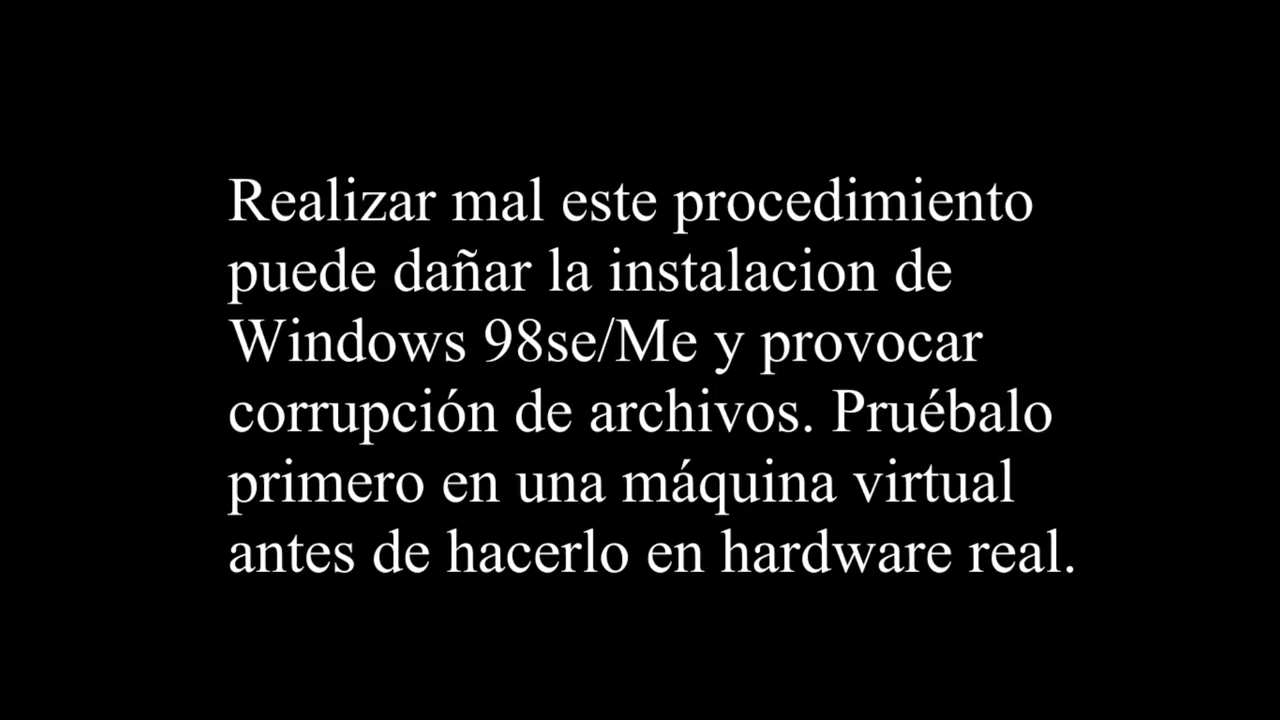 Realizar mal este procedimiento
puede dañar la instalacion de
Windows 98se/Me y provocar
corrupción de archivos. Pruébalo
primero en una máquina virtual
antes de hacerlo en hardware real.